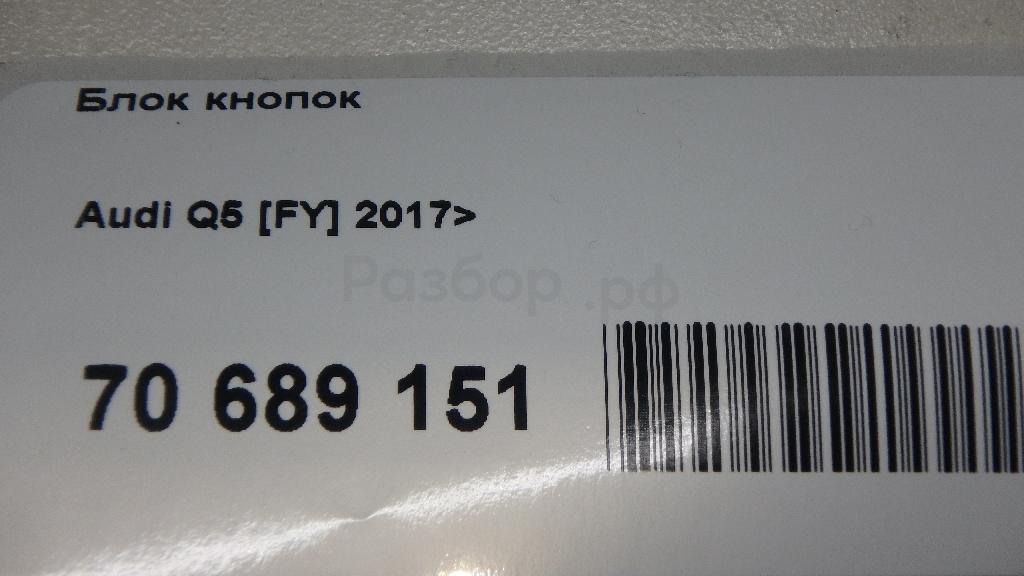 Блок кнопок
Audi Q5 [FY] 2017>
Разбор.рф
70 689 151